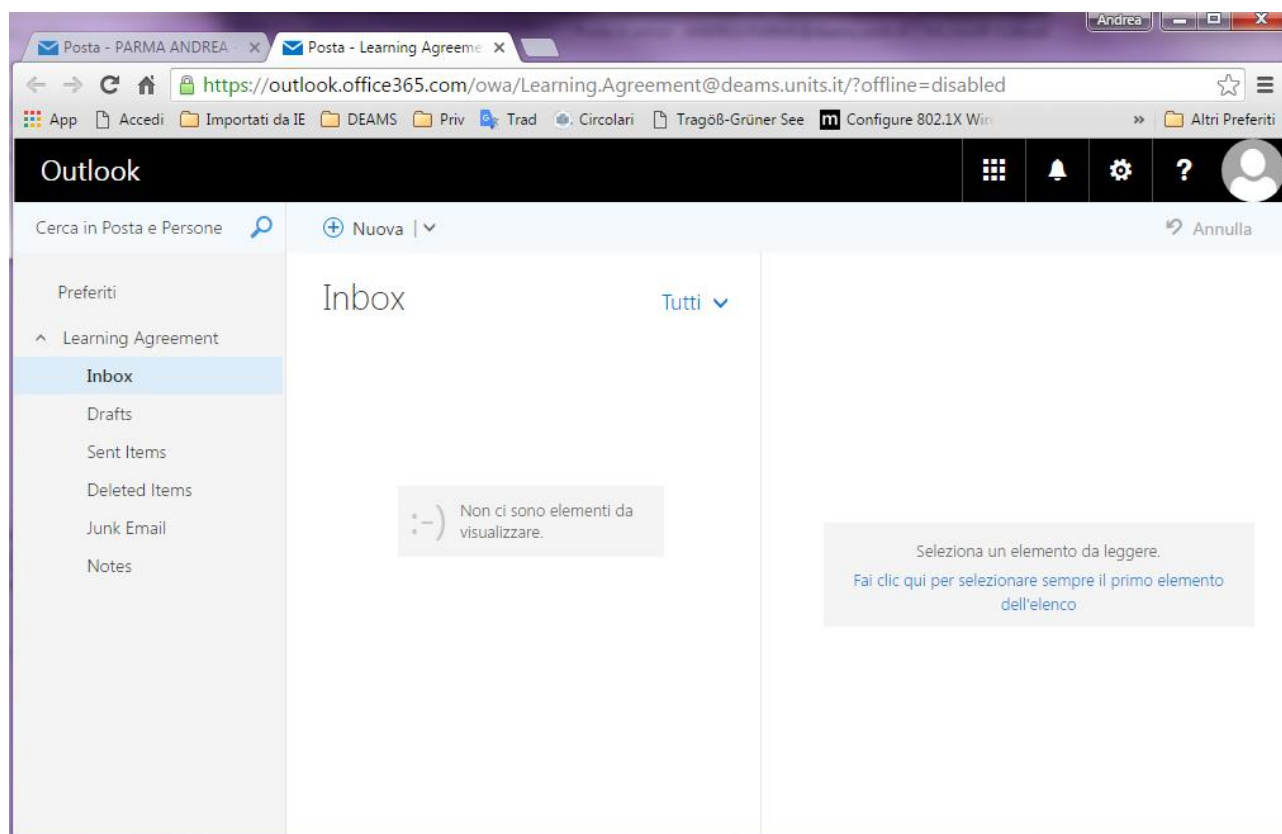 Andrea
Posta - PARMA ANDREA -
Posta - Learning Agreeme
https://outlook.office365.com/owa/Learning.Agreement@deams.units.it/?offline=disabled
App Accedi Importati da IE DEAMS Priv Trad Circolari Tragöß-Grüner See Configure 802.1X Wire » Altri Preferiti
Outlook
?
Cerca in Posta e Persone
Nuova |
Annulla
Preferiti
Learning Agreement
Inbox
Drafts
Sent Items
Deleted Items
Junk Email
Notes
Inbox
Tutti
:-) Non ci sono elementi da
visualizzare.
Seleziona un elemento da leggere.
Fai clic qui per selezionare sempre il primo elemento
dell'elenco